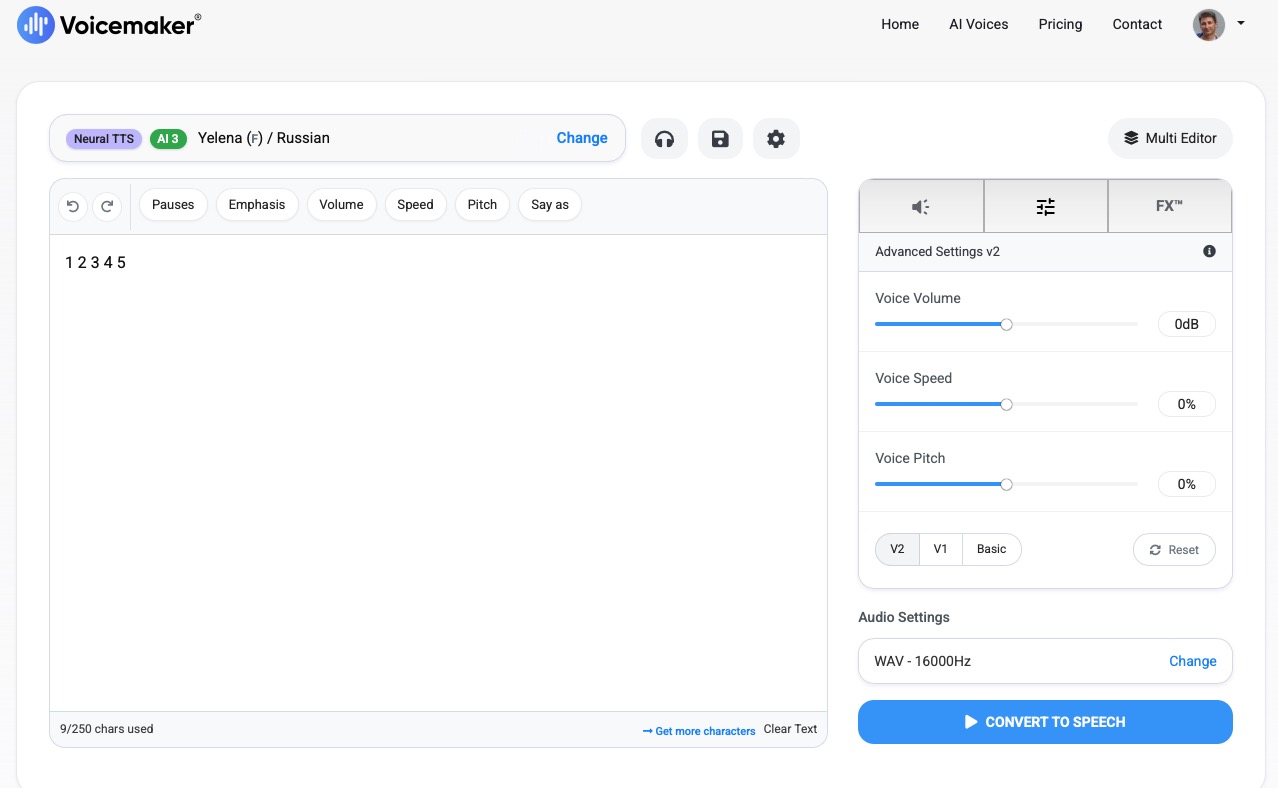 Voicemaker®
Home AI Voices Pricing Contact
Neural TTS AI 3 Yelena (F) / Russian Change
Multi Editor
Pauses Emphasis Volume Speed Pitch Say as
1 2 3 4 5
9/250 chars used → Get more characters Clear Text
FX™
Advanced Settings v2
Voice Volume
0dB
Voice Speed
0%
Voice Pitch
0%
V2 V1 Basic Reset
Audio Settings
WAV - 16000Hz Change
CONVERT TO SPEECH